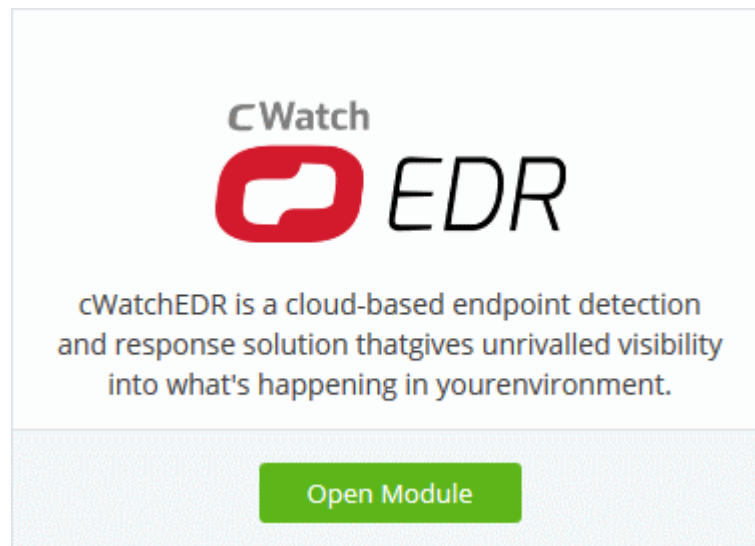 cWatch
EDR
cWatchEDR is a cloud-based endpoint detection
and response solution thatgives unrivalled visibility
into what's happening in yourenvironment.
Open Module